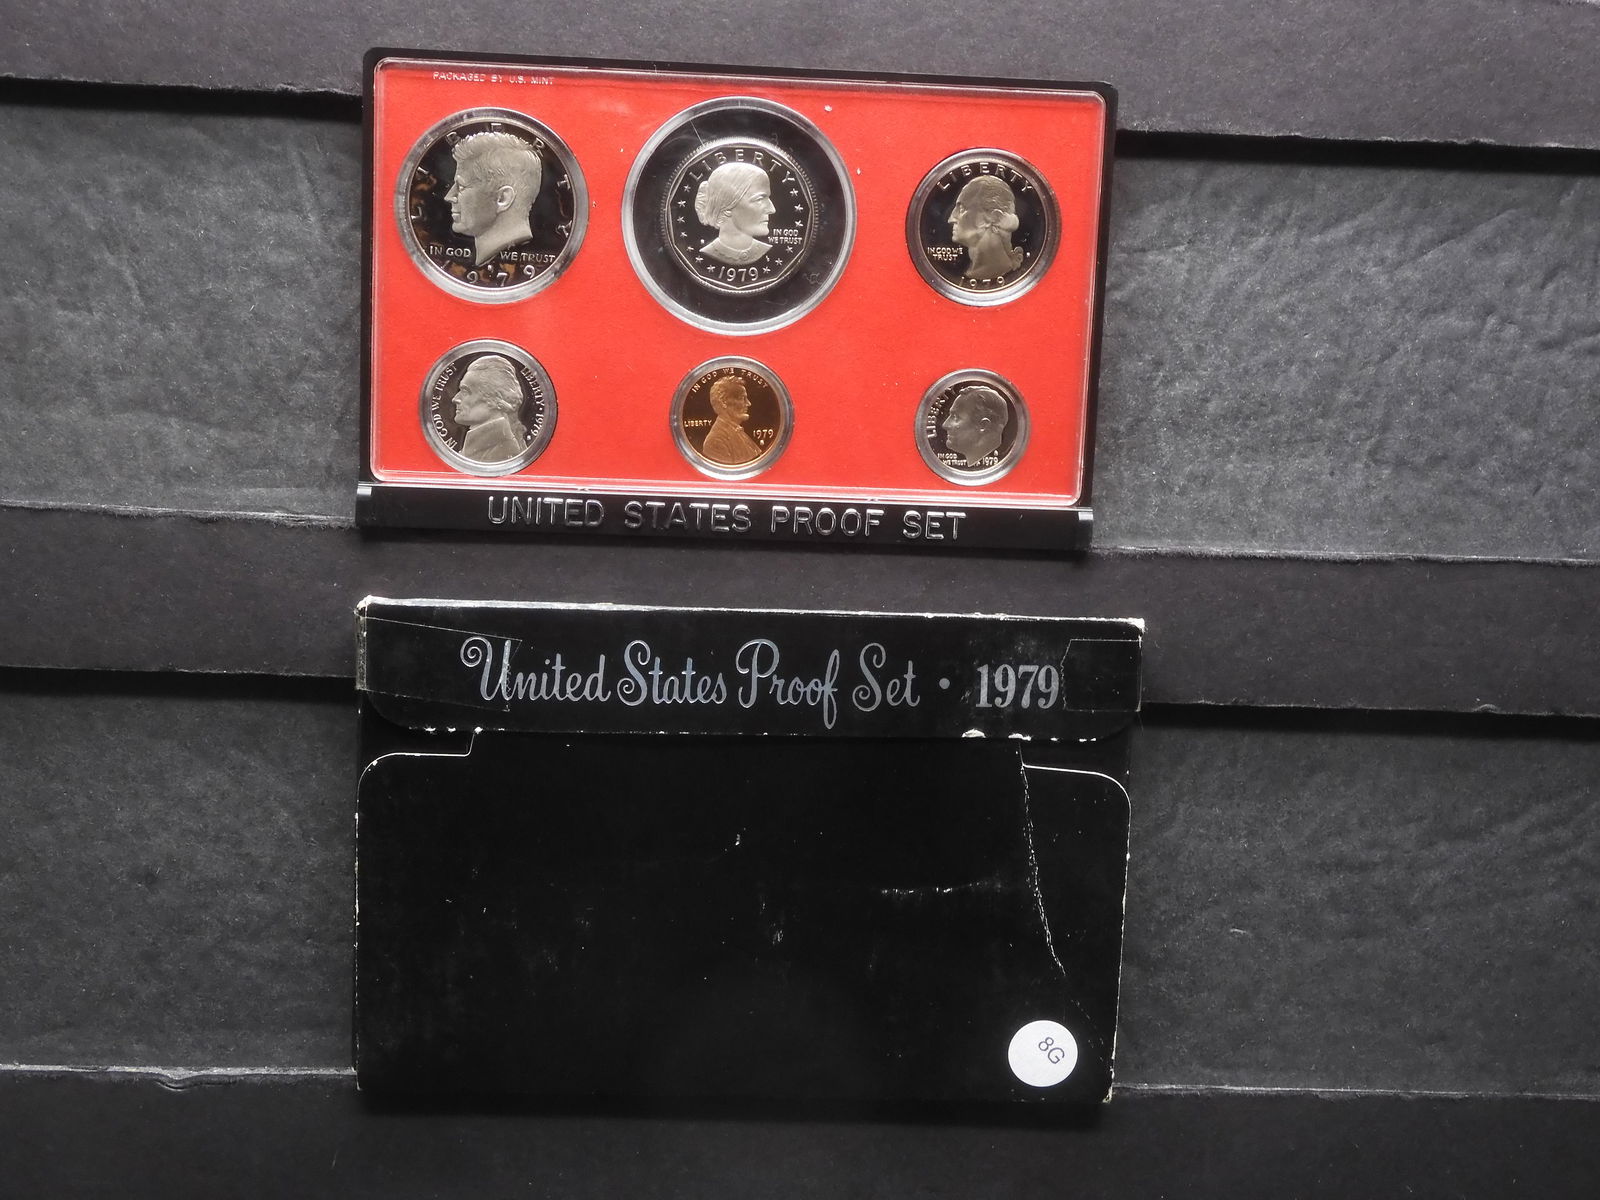 PACKAGED BY U.S. MINT
LIBERTY
IN GOD WE TRUST
1979
LIBERTY
IN GOD
WE TRUST
1979
LIBERTY
IN GOD WE
TRUST
1979
IN GOD WE TRUST
LIBERTY · 1979
IN GOD WE TRUST
LIBERTY
1979
S
LIBERTY
IN GOD
WE TRUST
1979
UNITED STATES PROOF SET
United States Proof Set · 1979
8G